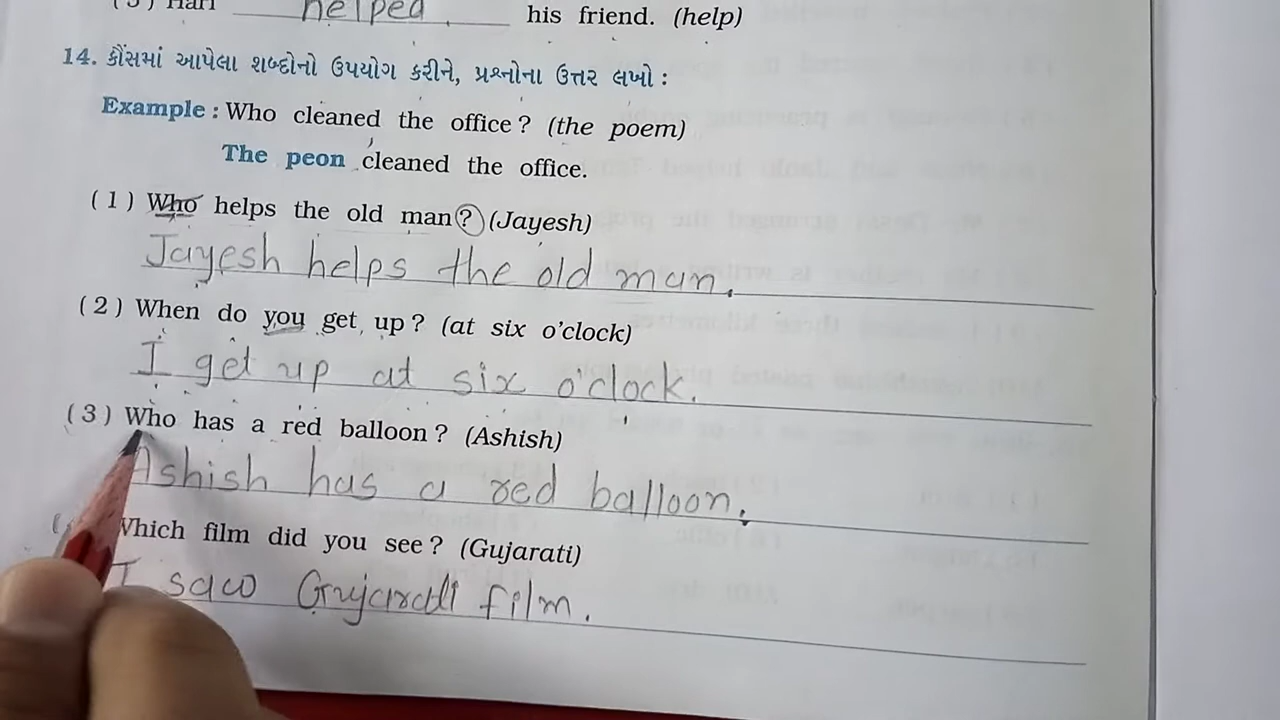 (3) Hari helped his friend. (help)
14. કૌંસમાં આપેલા શબ્દોનો ઉપયોગ કરીને, પ્રશ્નોના ઉત્તર લખો :
Example : Who cleaned the office? (the poem)
The peon cleaned the office.
(1) Who helps the old man? (Jayesh)
Jayesh helps the old man.
(2) When do you get up? (at six o'clock)
I get up at six o'clock.
(3) Who has a red balloon? (Ashish)
Ashish has a red balloon.
Which film did you see? (Gujarati)
I saw Gujarati film.